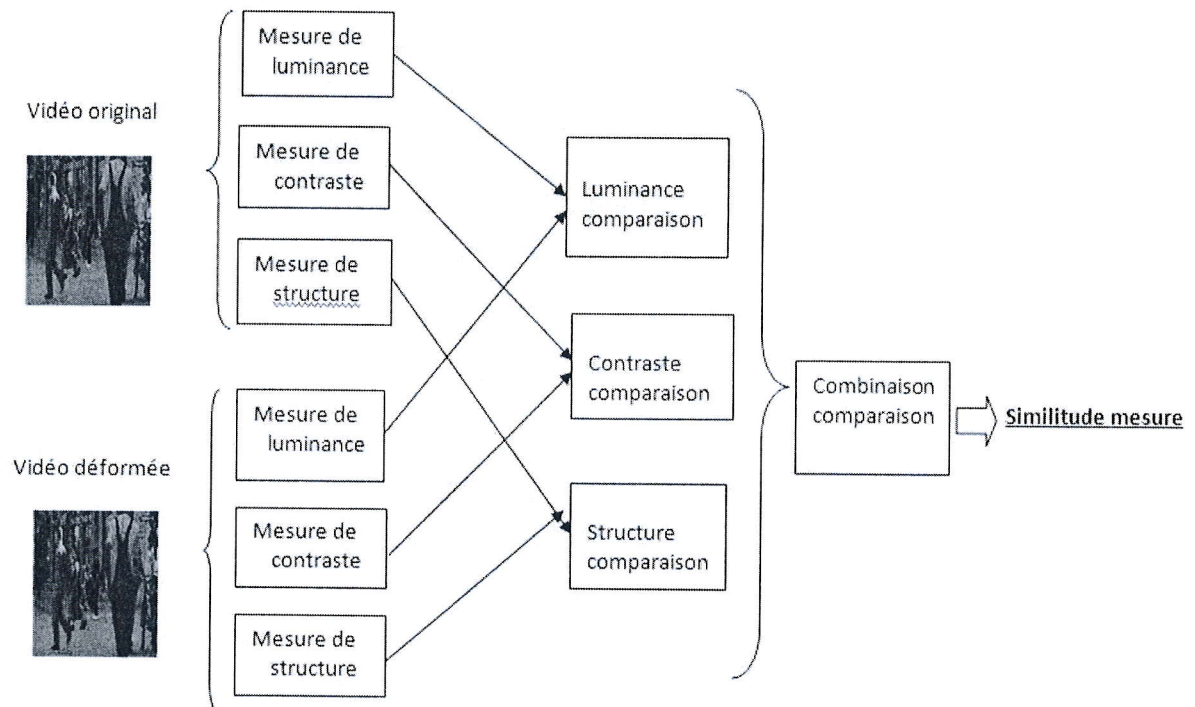 Vidéo original
Mesure de
luminance
Mesure de
contraste
Mesure de
structure
Vidéo déformée
Mesure de
luminance
Mesure de
contraste
Mesure de
structure
Luminance
comparaison
Contraste
comparaison
Structure
comparaison
Combinaison
comparaison
Similitude mesure